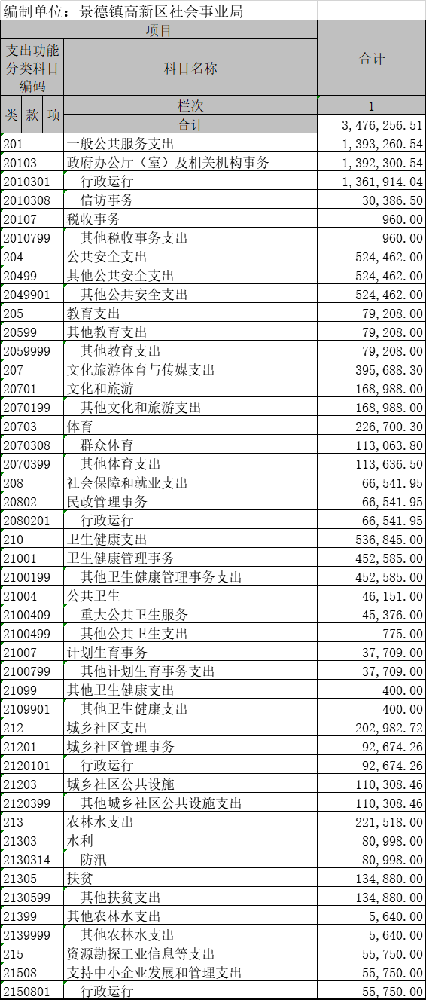 编制单位：景德镇高新区社会事业局
项目
支出功能
分类科目
编码
科目名称
合计
类 款 项
栏次 1
合计 3,476,256.51
201 一般公共服务支出 1,393,260.54
20103 政府办公厅（室）及相关机构事务 1,392,300.54
2010301 行政运行 1,361,914.04
2010308 信访事务 30,386.50
20107 税收事务 960.00
2010799 其他税收事务支出 960.00
204 公共安全支出 524,462.00
20499 其他公共安全支出 524,462.00
2049901 其他公共安全支出 524,462.00
205 教育支出 79,208.00
20599 其他教育支出 79,208.00
2059999 其他教育支出 79,208.00
207 文化旅游体育与传媒支出 395,688.30
20701 文化和旅游 168,988.00
2070199 其他文化和旅游支出 168,988.00
20703 体育 226,700.30
2070308 群众体育 113,063.80
2070399 其他体育支出 113,636.50
208 社会保障和就业支出 66,541.95
20802 民政管理事务 66,541.95
2080201 行政运行 66,541.95
210 卫生健康支出 536,845.00
21001 卫生健康管理事务 452,585.00
2100199 其他卫生健康管理事务支出 452,585.00
21004 公共卫生 46,151.00
2100409 重大公共卫生服务 45,376.00
2100499 其他公共卫生支出 775.00
21007 计划生育事务 37,709.00
2100799 其他计划生育事务支出 37,709.00
21099 其他卫生健康支出 400.00
2109901 其他卫生健康支出 400.00
212 城乡社区支出 202,982.72
21201 城乡社区管理事务 92,674.26
2120101 行政运行 92,674.26
21203 城乡社区公共设施 110,308.46
2120399 其他城乡社区公共设施支出 110,308.46
213 农林水支出 221,518.00
21303 水利 80,998.00
2130314 防汛 80,998.00
21305 扶贫 134,880.00
2130599 其他扶贫支出 134,880.00
21399 其他农林水支出 5,640.00
2139999 其他农林水支出 5,640.00
215 资源勘探工业信息等支出 55,750.00
21508 支持中小企业发展和管理支出 55,750.00
2150801 行政运行 55,750.00